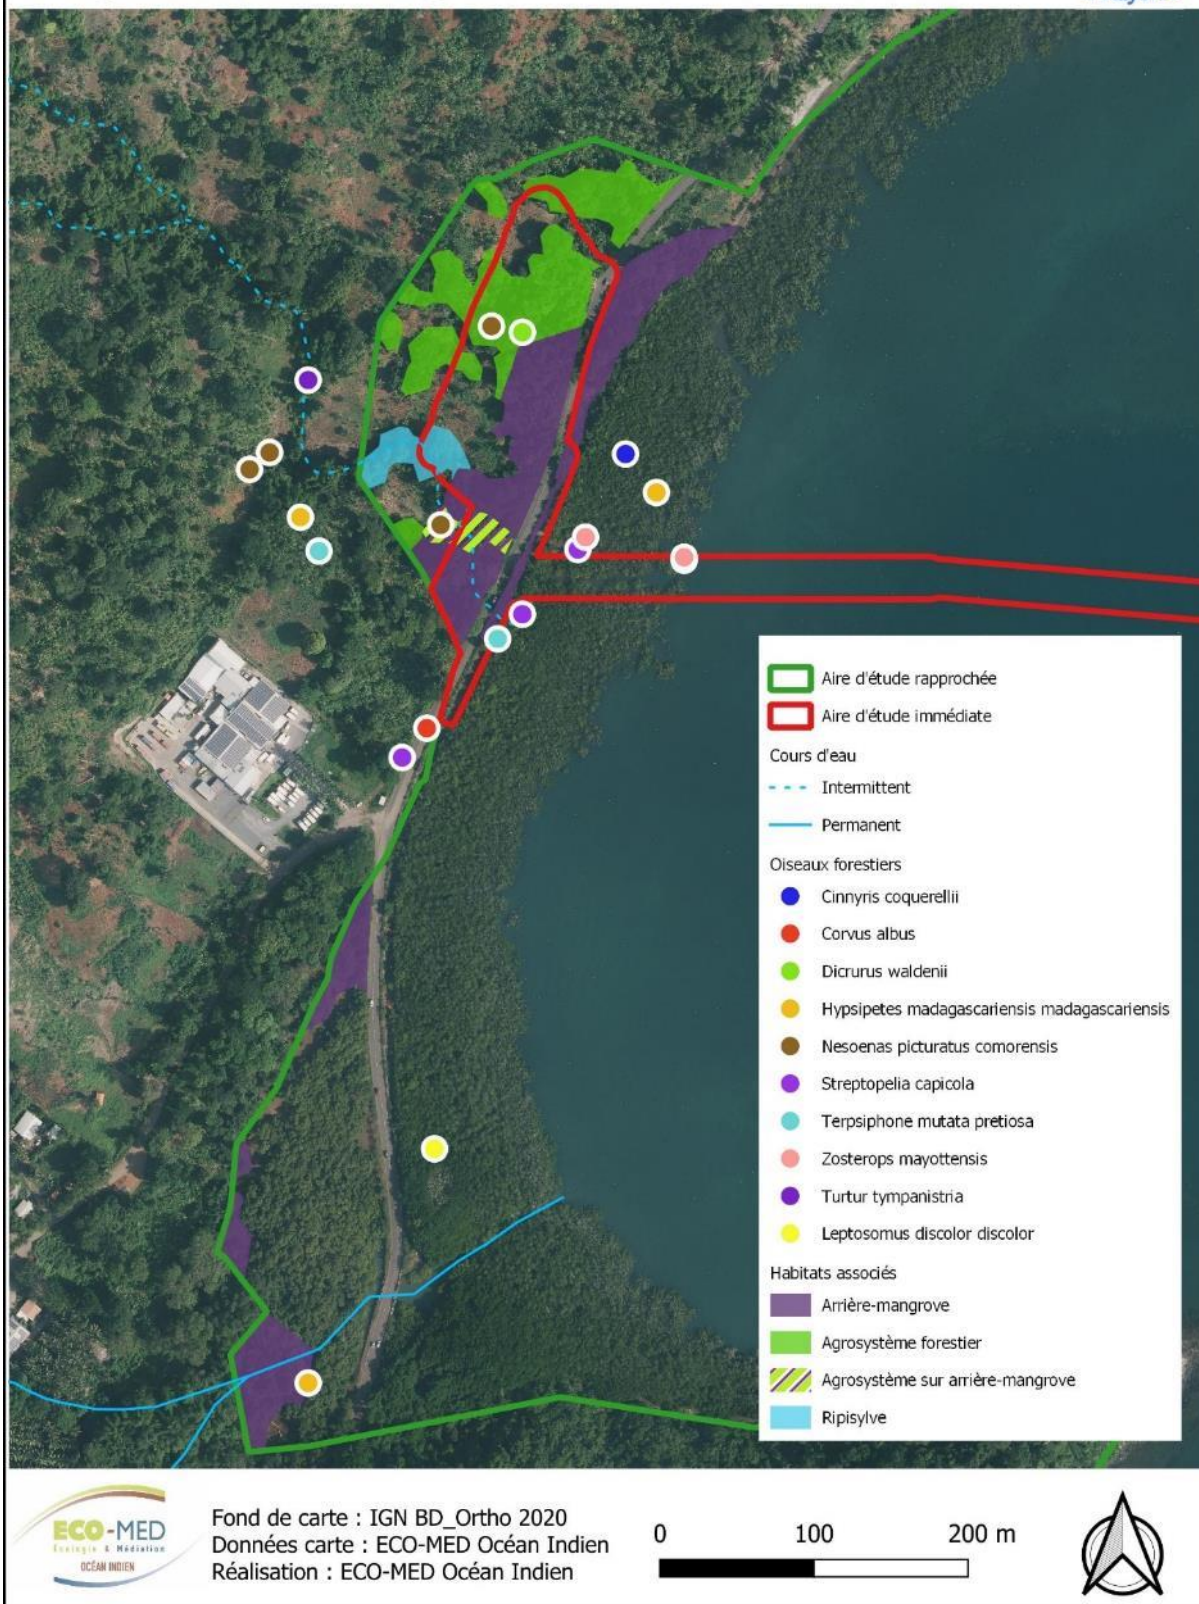 Aire d'étude rapprochée
Aire d'étude immédiate
Cours d'eau
Intermittent
Permanent
Oiseaux forestiers
Cinnyris coquerellii
Corvus albus
Dicrurus waldenii
Hypsipetes madagascariensis madagascariensis
Nesoenas picturatus comorensis
Streptopelia capicola
Terpsiphone mutata pretiosa
Zosterops mayottensis
Turtur tympanistria
Leptosomus discolor discolor
Habitats associés
Arrière-mangrove
Agrosystème forestier
Agrosystème sur arrière-mangrove
Ripisylve
ECO-MED
Ecologie & Médiation
OCÉAN INDIEN
Fond de carte : IGN BD_Ortho 2020
Données carte : ECO-MED Océan Indien
Réalisation : ECO-MED Océan Indien
0 100 200 m